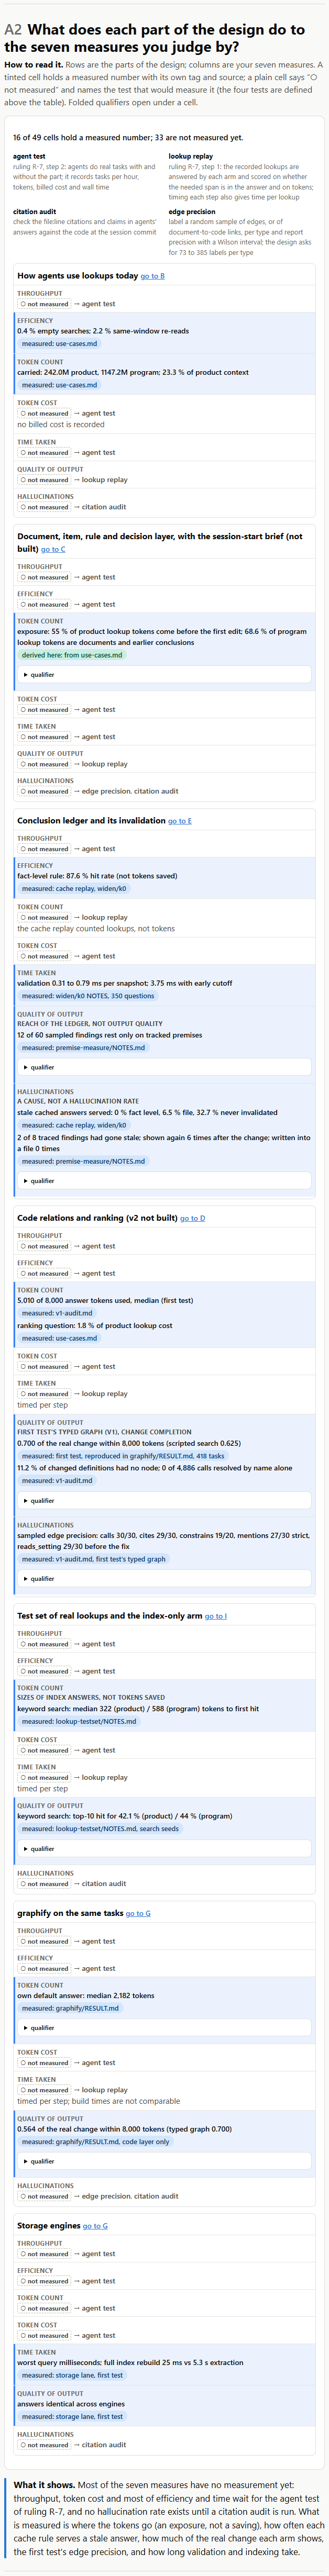 A2 What does each part of the design do to
the seven measures you judge by?
How to read it. Rows are the parts of the design; columns are your seven measures. A
tinted cell holds a measured number with its own tag and source; a plain cell says "○
not measured" and names the test that would measure it (the four tests are defined
above the table). Folded qualifiers open under a cell.
16 of 49 cells hold a measured number; 33 are not measured yet.
agent test
ruling R-7, step 2: agents do real tasks with and
without the part; it records tasks per hour,
tokens, billed cost and wall time
lookup replay
ruling R-7, step 1: the recorded lookups are
answered by each arm and scored on whether
the needed span is in the answer and on tokens;
timing each step also gives time per lookup
citation audit
check the file:line citations and claims in agents'
answers against the code at the session commit
edge precision
label a random sample of edges, or of
document-to-code links, per type and report
precision with a Wilson interval; the design asks
for 73 to 385 labels per type
How agents use lookups today go to B
THROUGHPUT
○ not measured → agent test
EFFICIENCY
0.4 % empty searches; 2.2 % same-window re-reads
measured: use-cases.md
TOKEN COUNT
carried: 242.0M product, 1147.2M program; 23.3 % of product context
measured: use-cases.md
TOKEN COST
○ not measured → agent test
no billed cost is recorded
TIME TAKEN
○ not measured → agent test
QUALITY OF OUTPUT
○ not measured → lookup replay
HALLUCINATIONS
○ not measured → citation audit
Document, item, rule and decision layer, with the session-start brief (not
built) go to C
THROUGHPUT
○ not measured → agent test
EFFICIENCY
○ not measured → agent test
TOKEN COUNT
exposure: 55 % of product lookup tokens come before the first edit; 68.6 % of program
lookup tokens are documents and earlier conclusions
derived here: from use-cases.md
▸ qualifier
TOKEN COST
○ not measured → agent test
TIME TAKEN
○ not measured → agent test
QUALITY OF OUTPUT
○ not measured → lookup replay
HALLUCINATIONS
○ not measured → edge precision. citation audit
Conclusion ledger and its invalidation go to E
THROUGHPUT
○ not measured → agent test
EFFICIENCY
fact-level rule: 87.6 % hit rate (not tokens saved)
measured: cache replay, widen/k0
TOKEN COUNT
○ not measured → lookup replay
the cache replay counted lookups, not tokens
TOKEN COST
○ not measured → agent test
TIME TAKEN
validation 0.31 to 0.79 ms per snapshot; 3.75 ms with early cutoff
measured: widen/k0 NOTES, 350 questions
QUALITY OF OUTPUT
REACH OF THE LEDGER, NOT OUTPUT QUALITY
12 of 60 sampled findings rest only on tracked premises
measured: premise-measure/NOTES.md
▸ qualifier
HALLUCINATIONS
A CAUSE, NOT A HALLUCINATION RATE
stale cached answers served: 0 % fact level, 6.5 % file, 32.7 % never invalidated
measured: cache replay, widen/k0
2 of 8 traced findings had gone stale; shown again 6 times after the change; written into
a file 0 times
measured: premise-measure/NOTES.md
▸ qualifier
Code relations and ranking (v2 not built) go to D
THROUGHPUT
○ not measured → agent test
EFFICIENCY
○ not measured → agent test
TOKEN COUNT
5,010 of 8,000 answer tokens used, median (first test)
measured: v1-audit.md
ranking question: 1.8 % of product lookup cost
measured: use-cases.md
TOKEN COST
○ not measured → agent test
TIME TAKEN
○ not measured → lookup replay
timed per step
QUALITY OF OUTPUT
FIRST TEST'S TYPED GRAPH (V1), CHANGE COMPLETION
0.700 of the real change within 8,000 tokens (scripted search 0.625)
measured: first test, reproduced in graphify/RESULT.md, 418 tasks
11.2 % of changed definitions had no node; 0 of 4,886 calls resolved by name alone
measured: v1-audit.md
▸ qualifier
HALLUCINATIONS
sampled edge precision: calls 30/30, cites 29/30, constrains 19/20, mentions 27/30 strict,
reads_setting 29/30 before the fix
measured: v1-audit.md, first test's typed graph
▸ qualifier
Test set of real lookups and the index-only arm go to I
THROUGHPUT
○ not measured → agent test
EFFICIENCY
○ not measured → agent test
TOKEN COUNT
SIZES OF INDEX ANSWERS, NOT TOKENS SAVED
keyword search: median 322 (product) / 588 (program) tokens to first hit
measured: lookup-testset/NOTES.md
TOKEN COST
○ not measured → agent test
TIME TAKEN
○ not measured → lookup replay
timed per step
QUALITY OF OUTPUT
keyword search: top-10 hit for 42.1 % (product) / 44 % (program)
measured: lookup-testset/NOTES.md, search seeds
▸ qualifier
HALLUCINATIONS
○ not measured → citation audit
graphify on the same tasks go to G
THROUGHPUT
○ not measured → agent test
EFFICIENCY
○ not measured → agent test
TOKEN COUNT
own default answer: median 2,182 tokens
measured: graphify/RESULT.md
▸ qualifier
TOKEN COST
○ not measured → agent test
TIME TAKEN
○ not measured → lookup replay
timed per step; build times are not comparable
QUALITY OF OUTPUT
0.564 of the real change within 8,000 tokens (typed graph 0.700)
measured: graphify/RESULT.md, code layer only
▸ qualifier
HALLUCINATIONS
○ not measured → edge precision. citation audit
Storage engines go to G
THROUGHPUT
○ not measured → agent test
EFFICIENCY
○ not measured → agent test
TOKEN COUNT
○ not measured → agent test
TOKEN COST
○ not measured → agent test
TIME TAKEN
worst query milliseconds; full index rebuild 25 ms vs 5.3 s extraction
measured: storage lane, first test
QUALITY OF OUTPUT
answers identical across engines
measured: storage lane, first test
HALLUCINATIONS
○ not measured → citation audit
What it shows. Most of the seven measures have no measurement yet:
throughput, token cost and most of efficiency and time wait for the agent test
of ruling R-7, and no hallucination rate exists until a citation audit is run. What
is measured is where the tokens go (an exposure, not a saving), how often each
cache rule serves a stale answer, how much of the real change each arm shows,
the first test's edge precision, and how long validation and indexing take.